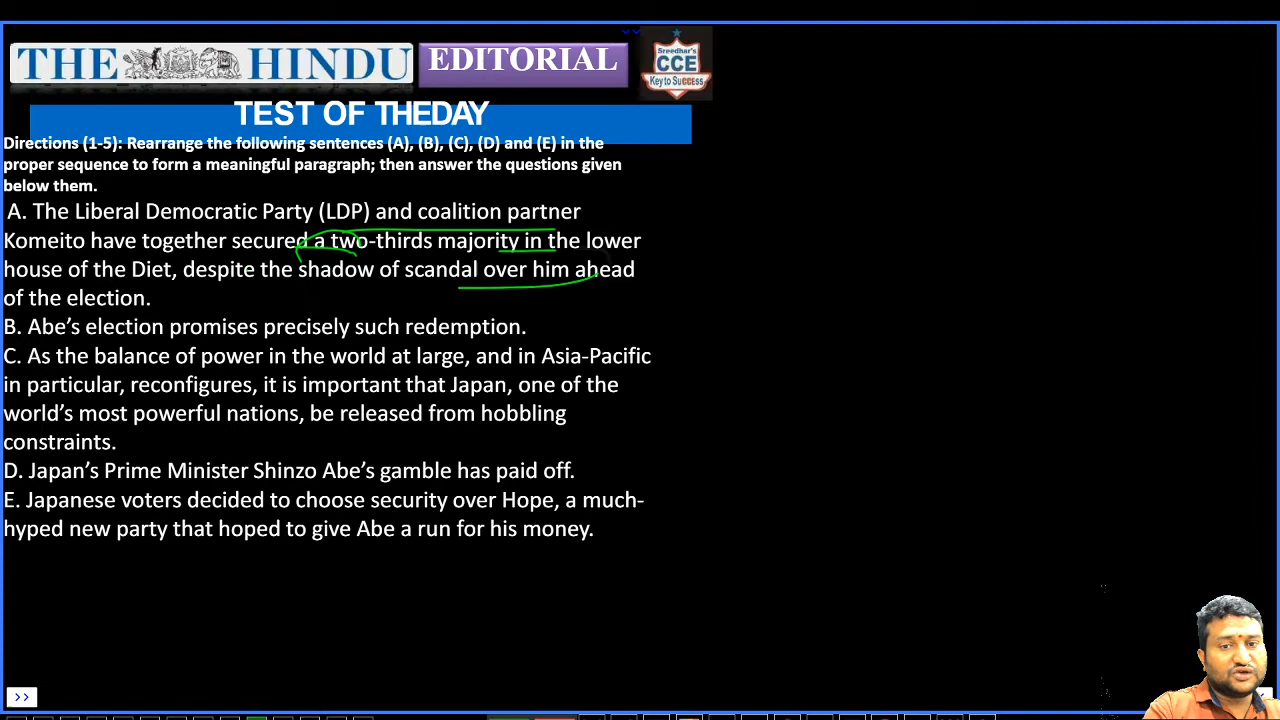 THE HINDU
EDITORIAL
Sreedhar's
CCE
Key to Success
TEST OF THEDAY
Directions (1-5): Rearrange the following sentences (A), (B), (C), (D) and (E) in the
proper sequence to form a meaningful paragraph; then answer the questions given
below them.
A. The Liberal Democratic Party (LDP) and coalition partner
Komeito have together secured a two-thirds majority in the lower
house of the Diet, despite the shadow of scandal over him ahead
of the election.
B. Abe’s election promises precisely such redemption.
C. As the balance of power in the world at large, and in Asia-Pacific
in particular, reconfigures, it is important that Japan, one of the
world’s most powerful nations, be released from hobbling
constraints.
D. Japan’s Prime Minister Shinzo Abe’s gamble has paid off.
E. Japanese voters decided to choose security over Hope, a much-
hyped new party that hoped to give Abe a run for his money.
>>